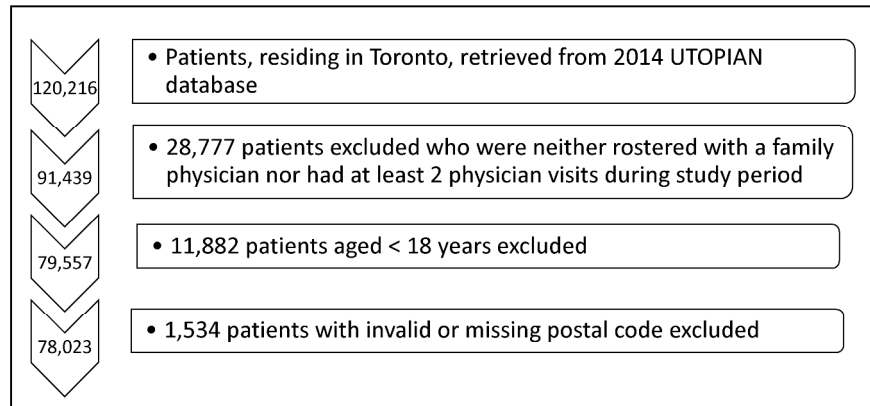 120,216
• Patients, residing in Toronto, retrieved from 2014 UTOPIAN
database
91,439
• 28,777 patients excluded who were neither rostered with a family
physician nor had at least 2 physician visits during study period
79,557
• 11,882 patients aged < 18 years excluded
78,023
• 1,534 patients with invalid or missing postal code excluded